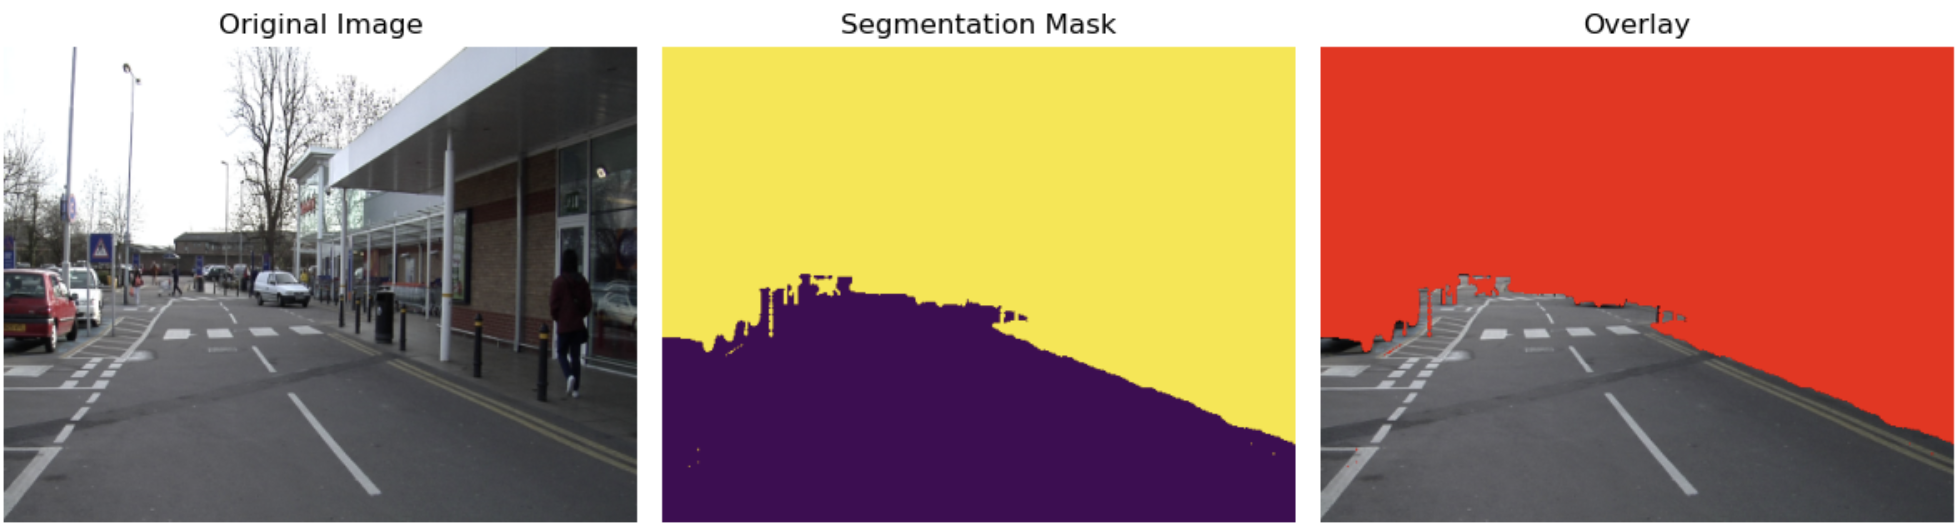 Original Image
Segmentation Mask
Overlay